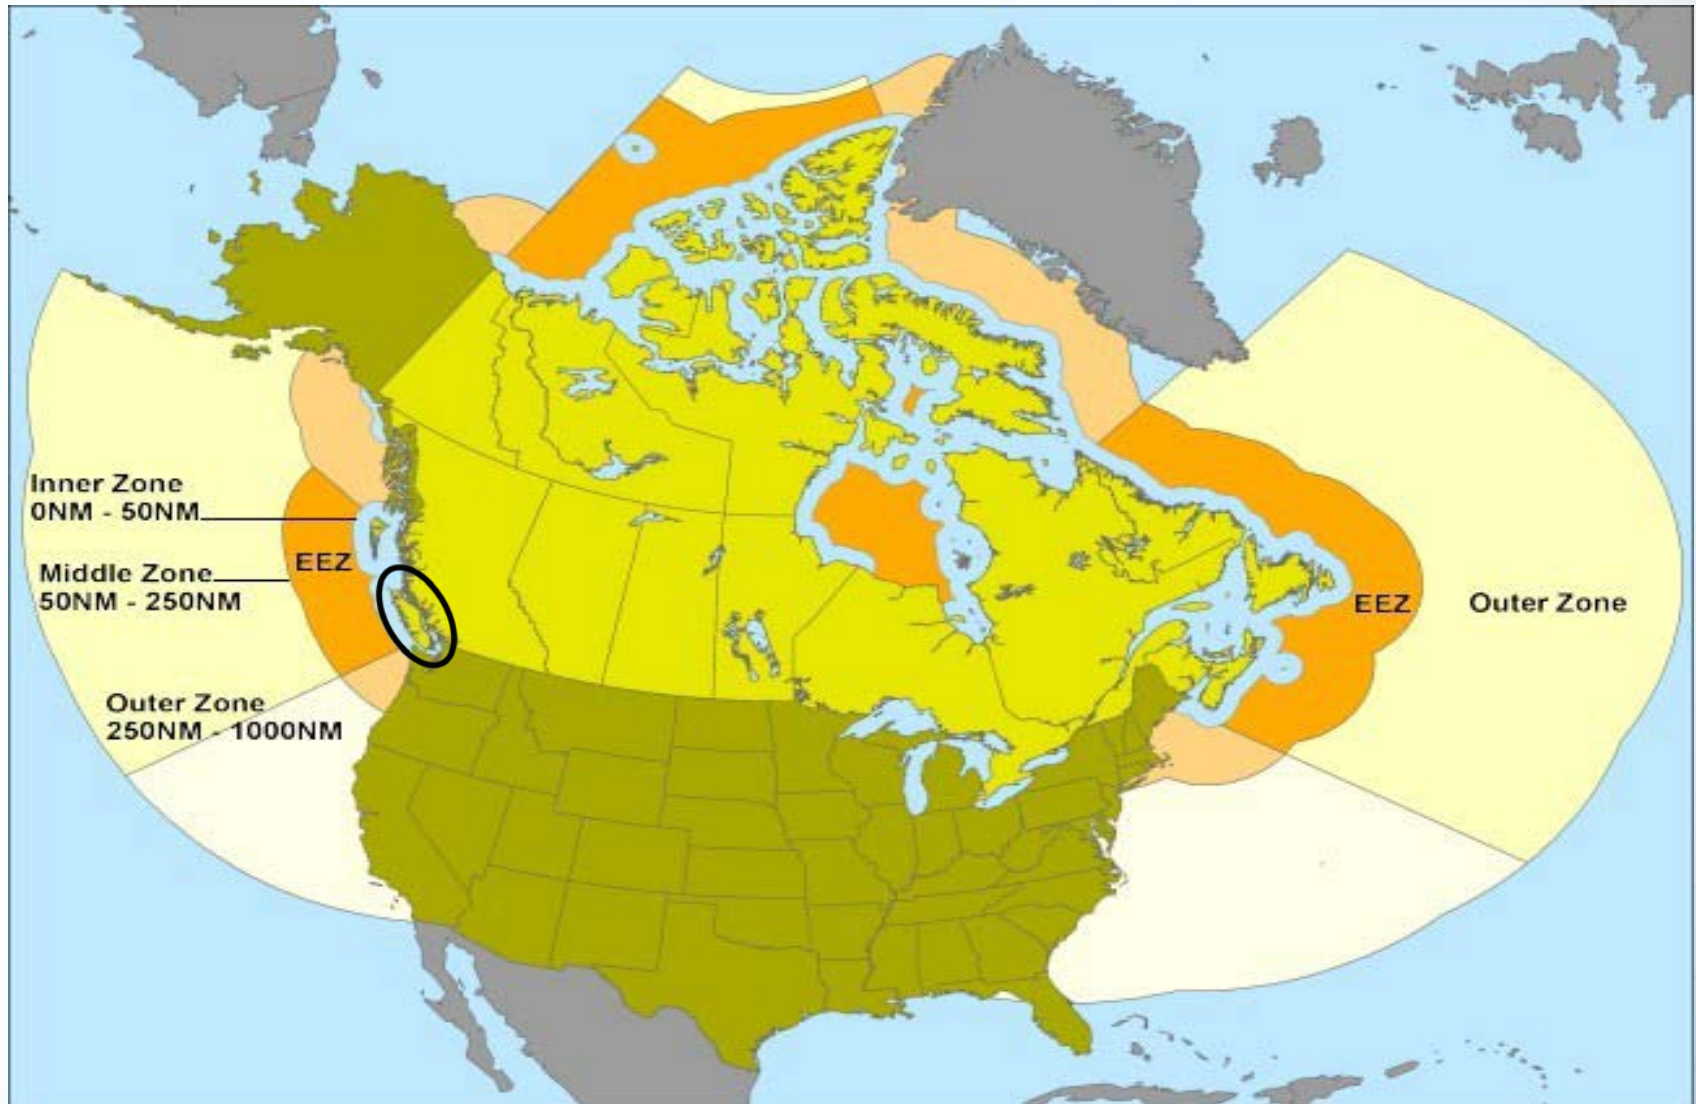 Inner Zone
0NM - 50NM
EEZ
Middle Zone
50NM - 250NM
Outer Zone
250NM - 1000NM
EEZ
Outer Zone